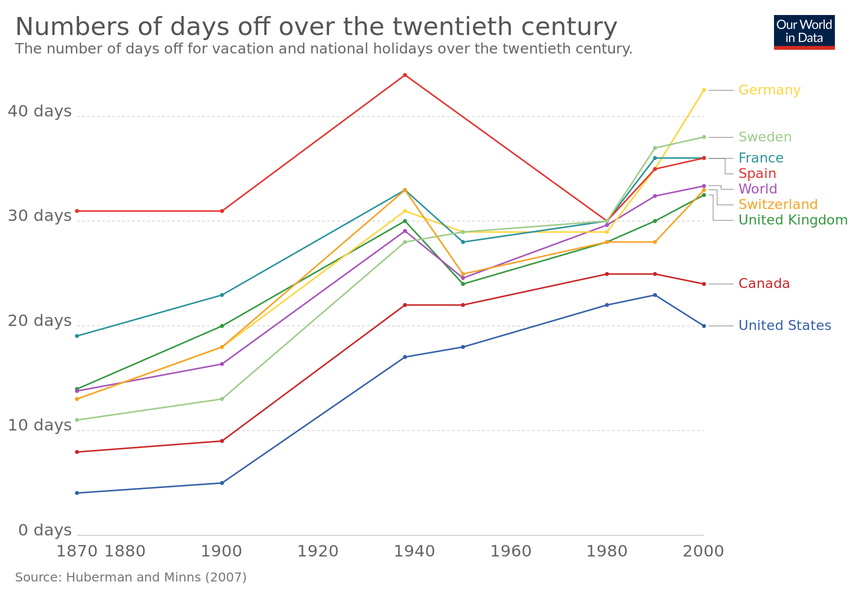 Numbers of days off over the twentieth century
The number of days off for vacation and national holidays over the twentieth century.
Our World
in Data
40 days
30 days
20 days
10 days
0 days
Germany
Sweden
France
Spain
World
Switzerland
United Kingdom
Canada
United States
1870 1880 1900 1920 1940 1960 1980 2000
Source: Huberman and Minns (2007)